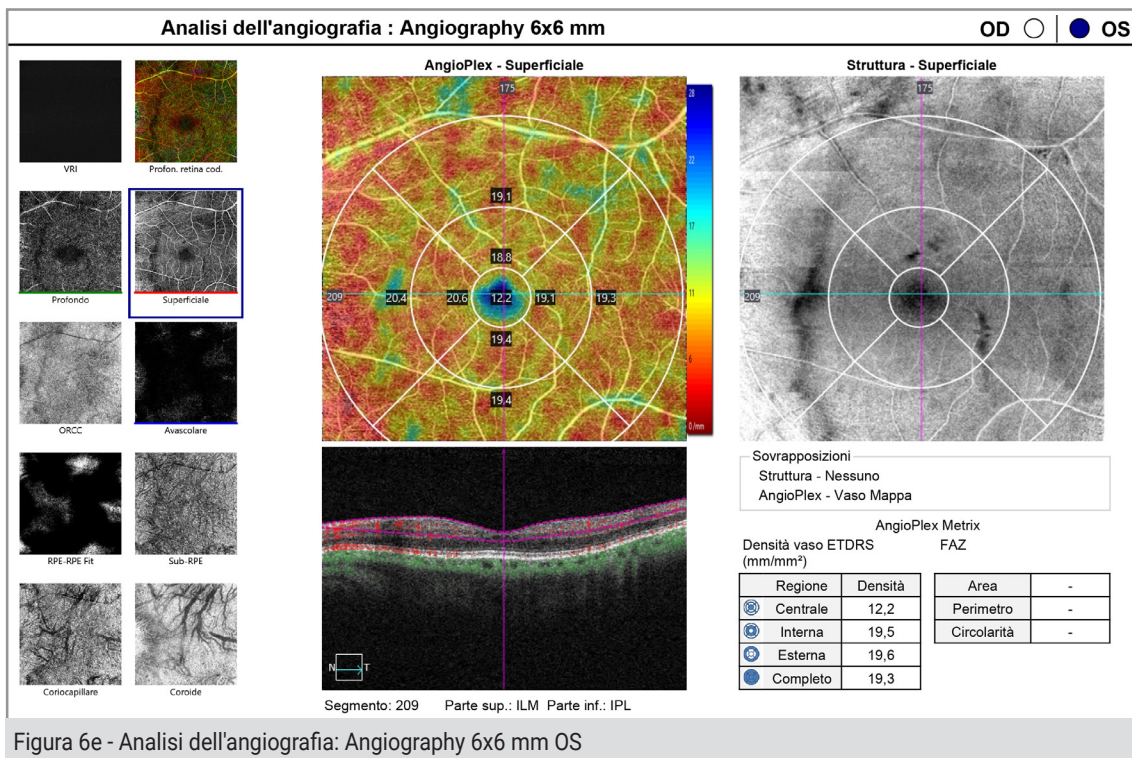 Analisi dell'angiografia : Angiography 6x6 mm
OD OS
VRI
Profon. retina cod.
Profondo
Superficiale
ORCC
Avascolare
RPE-RPE Fit
Sub-RPE
Coriocapillare
Coroide
AngioPlex - Superficiale
175
28
22
17
11
6
0/mm
19,1
18,8
209
20,4
20,6
12,2
19,1
19,3
19,4
19,4
N T
Segmento: 209 Parte sup.: ILM Parte inf.: IPL
Struttura - Superficiale
175
209
Sovrapposizioni
Struttura - Nessuno
AngioPlex - Vaso Mappa
AngioPlex Metrix
Densità vaso ETDRS
(mm/mm²)
Regione Densità
Centrale 12,2
Interna 19,5
Esterna 19,6
Completo 19,3
FAZ
Area -
Perimetro -
Circolarità -
Figura 6e - Analisi dell'angiografia: Angiography 6x6 mm OS